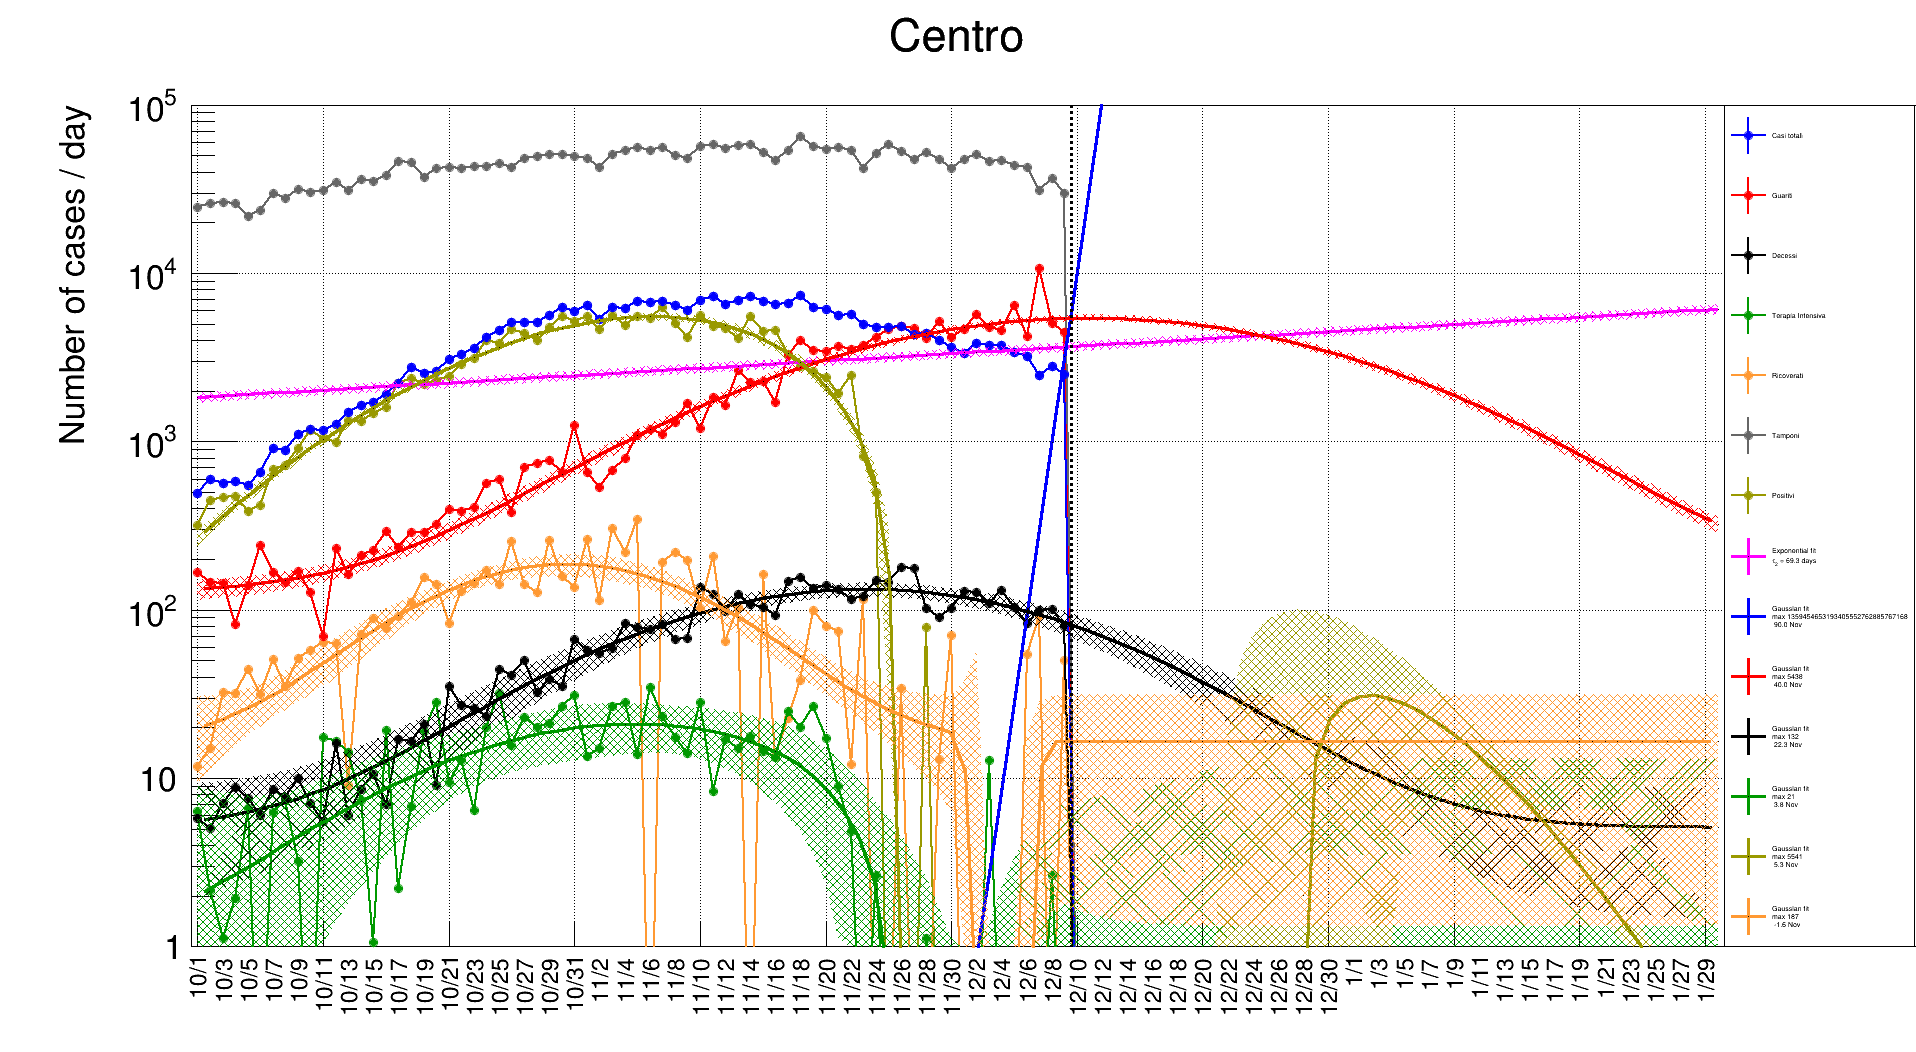 Centro
Number of cases / day
10^5
10^4
10^3
10^2
10
1
10/1
10/3
10/5
10/7
10/9
10/11
10/13
10/15
10/17
10/19
10/21
10/23
10/25
10/27
10/29
10/31
11/2
11/4
11/6
11/8
11/10
11/12
11/14
11/16
11/18
11/20
11/22
11/24
11/26
11/28
11/30
12/2
12/4
12/6
12/8
12/10
12/12
12/14
12/16
12/18
12/20
12/22
12/24
12/26
12/28
12/30
1/1
1/3
1/5
1/7
1/9
1/11
1/13
1/15
1/17
1/19
1/21
1/23
1/25
1/27
1/29
Casi totali
Guariti
Decessi
Terapia Intensiva
Ricoverati
Tamponi
Positivi
Exponential fit
= 69.3 days
Gaussian fit
max
90.0 Nov
Gaussian fit
max 5438
40.0 Nov
Gaussian fit
max 132
22.3 Nov
Gaussian fit
max 21
3.8 Nov
Gaussian fit
max 5541
5.3 Nov
Gaussian fit
max 187
-1.6 Nov